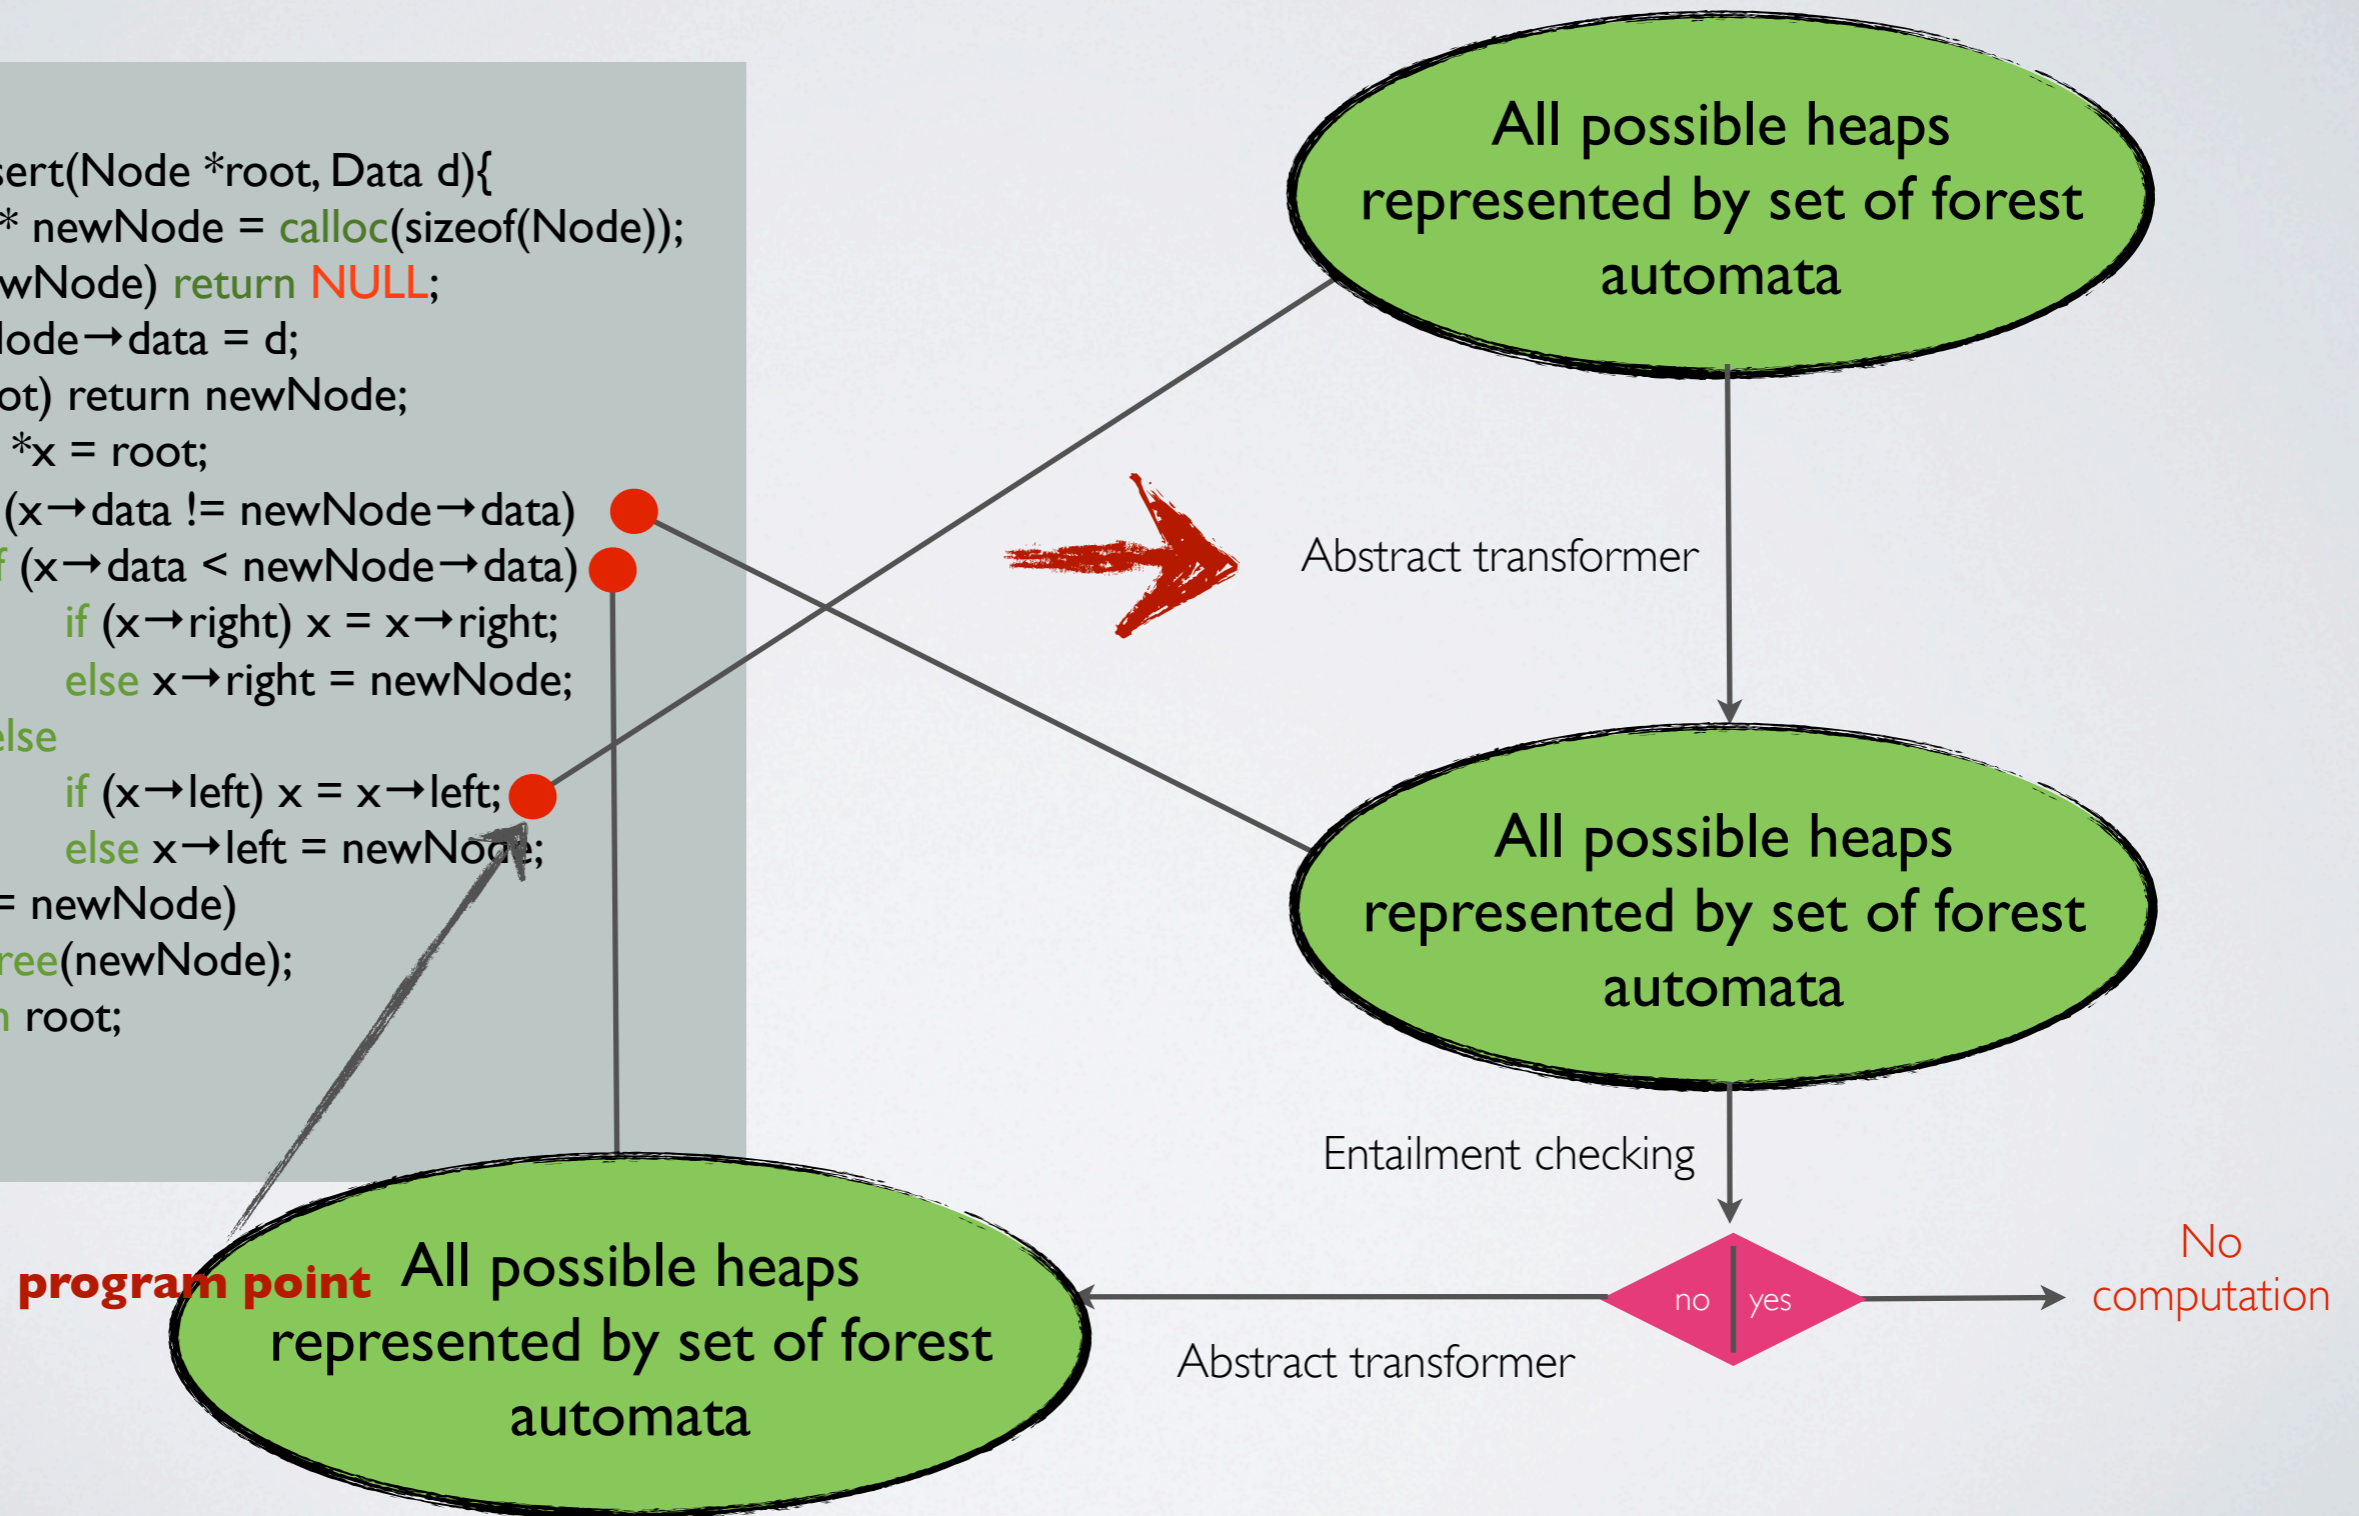 sert(Node *root, Data d){
* newNode = calloc(sizeof(Node));
wNode) return NULL;
lode→data = d;
ot) return newNode;
*x = root;
(x→data != newNode→data)
f (x→data < newNode→data)
if (x→right) x = x→right;
else x→right = newNode;
else
if (x→left) x = x→left;
else x→left = newNode;
= newNode)
ree(newNode);
n root;
program point
All possible heaps
represented by set of forest
automata
Abstract transformer
All possible heaps
represented by set of forest
automata
Entailment checking
no yes
No
computation
Abstract transformer
All possible heaps
represented by set of forest
automata